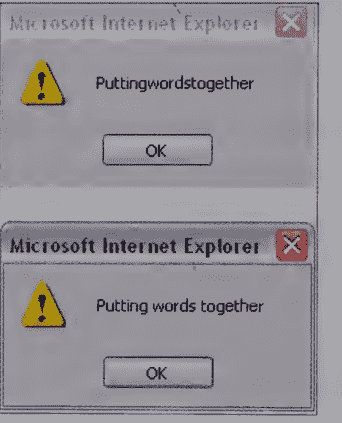 Microsoft Internet Explorer
Puttingwordstogether
OK
Microsoft Internet Explorer
Putting words together
OK